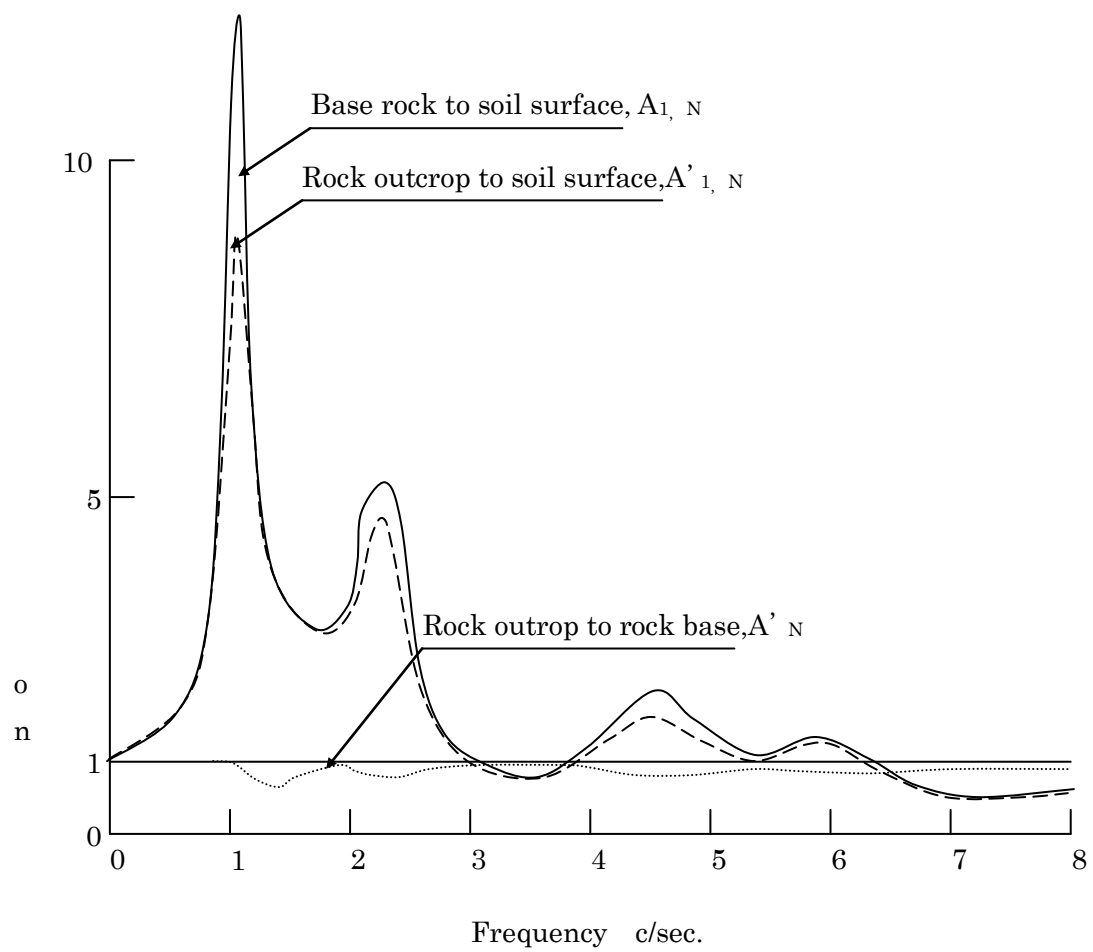 Base rock to soil surface, A1, N
10
Rock outcrop to soil surface,A’ 1, N
5
Rock outrop to rock base,A’ N
o
n
1
0
0 1 2 3 4 5 6 7 8
Frequency c/sec.